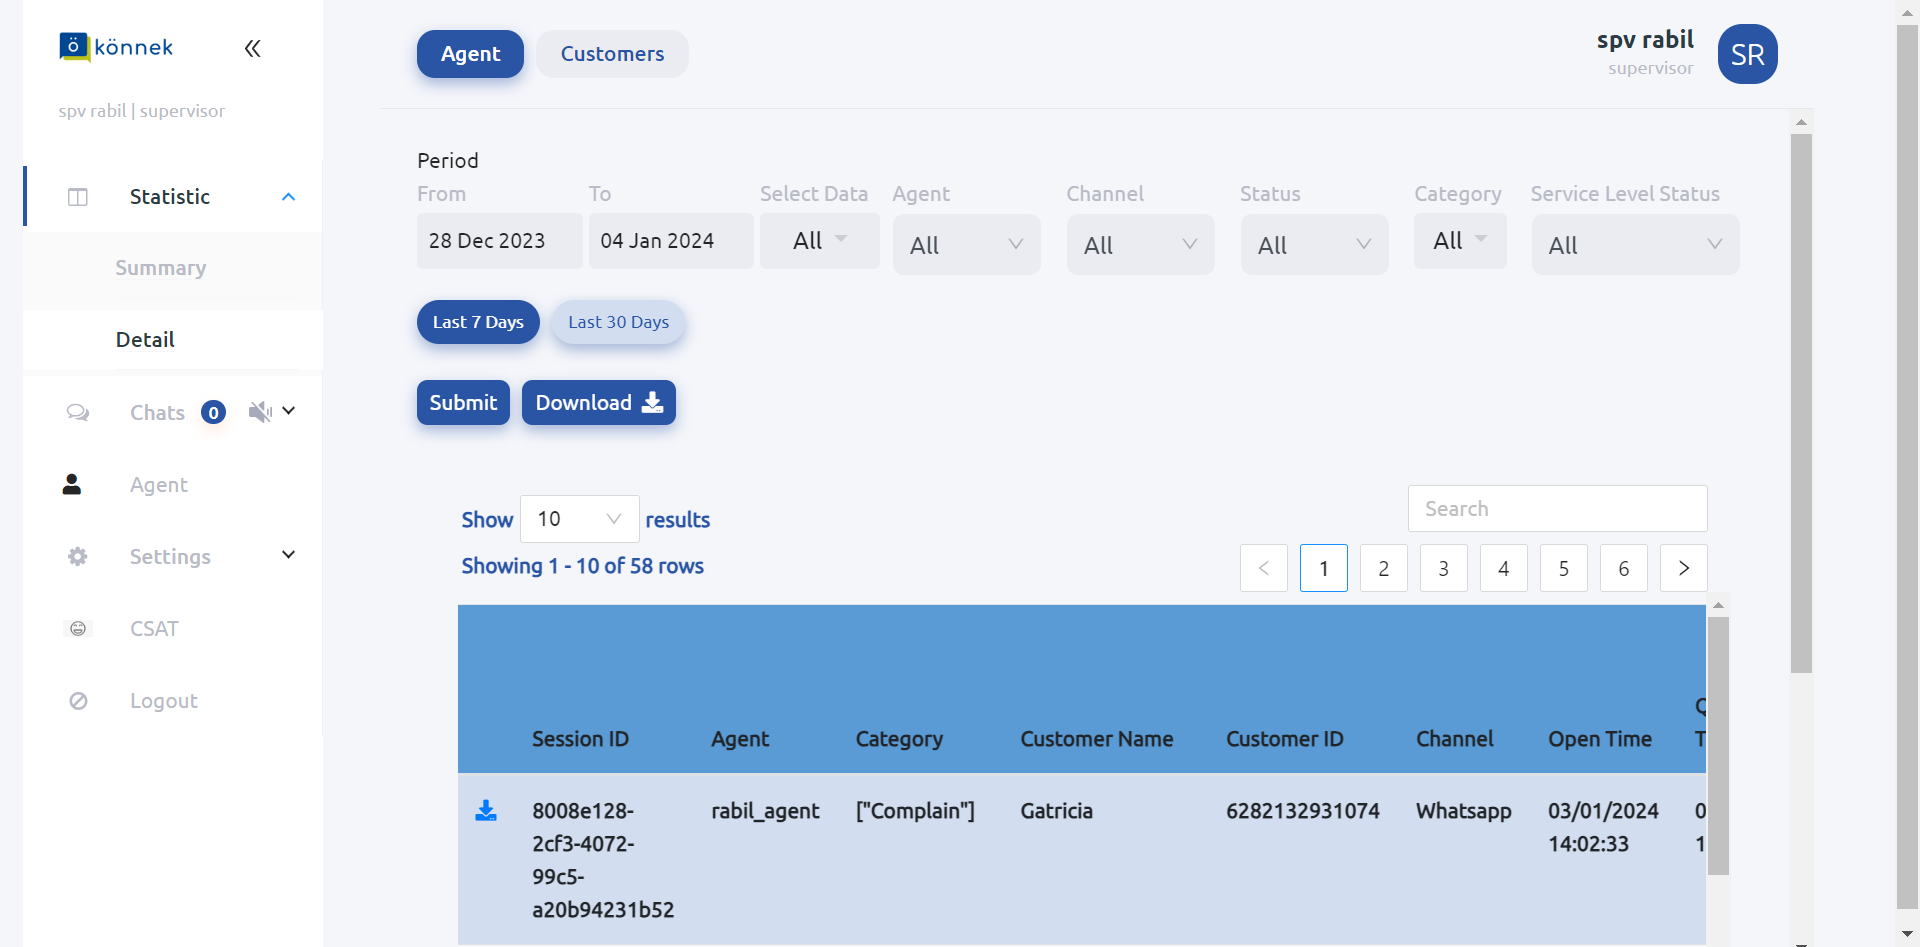 ö könnek
spv rabil | supervisor
Statistic
Summary
Detail
Chats 0
Agent
Settings
CSAT
Logout
Agent Customers
spv rabil
supervisor
SR
Period
From To Select Data Agent Channel Status Category Service Level Status
28 Dec 2023 04 Jan 2024 All All All All All All
Last 7 Days Last 30 Days
Submit Download
Show 10 results
Search
Showing 1 - 10 of 58 rows
< 1 2 3 4 5 6 >
Session ID Agent Category Customer Name Customer ID Channel Open Time
8008e128- rabil_agent ["Complain"] Gatricia 6282132931074 Whatsapp 03/01/2024
2cf3-4072- 14:02:33
99c5-
a20b94231b52